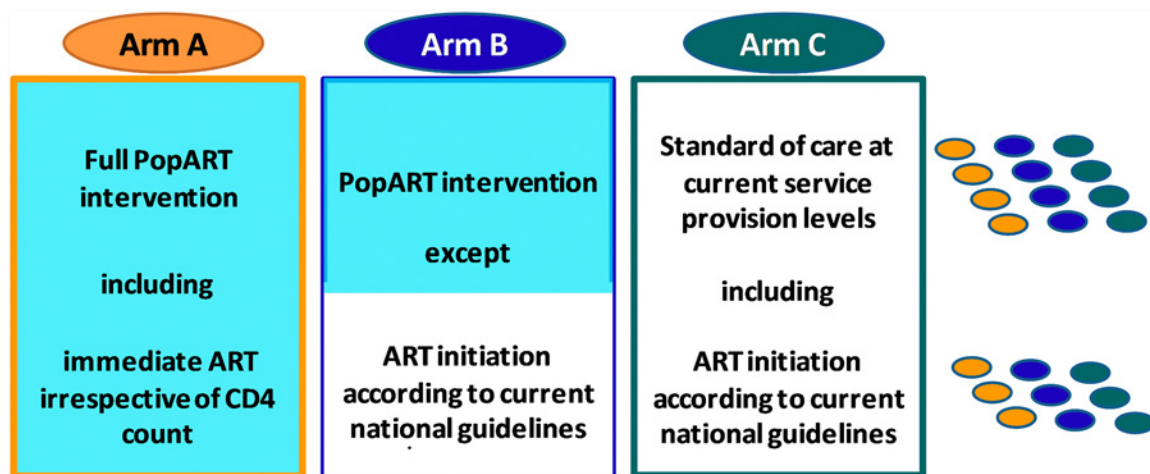 Arm A
Full PopART
intervention
including
immediate ART
irrespective of CD4
count
Arm B
PopART intervention
except
ART initiation
according to current
national guidelines
Arm C
Standard of care at
current service
provision levels
including
ART initiation
according to current
national guidelines